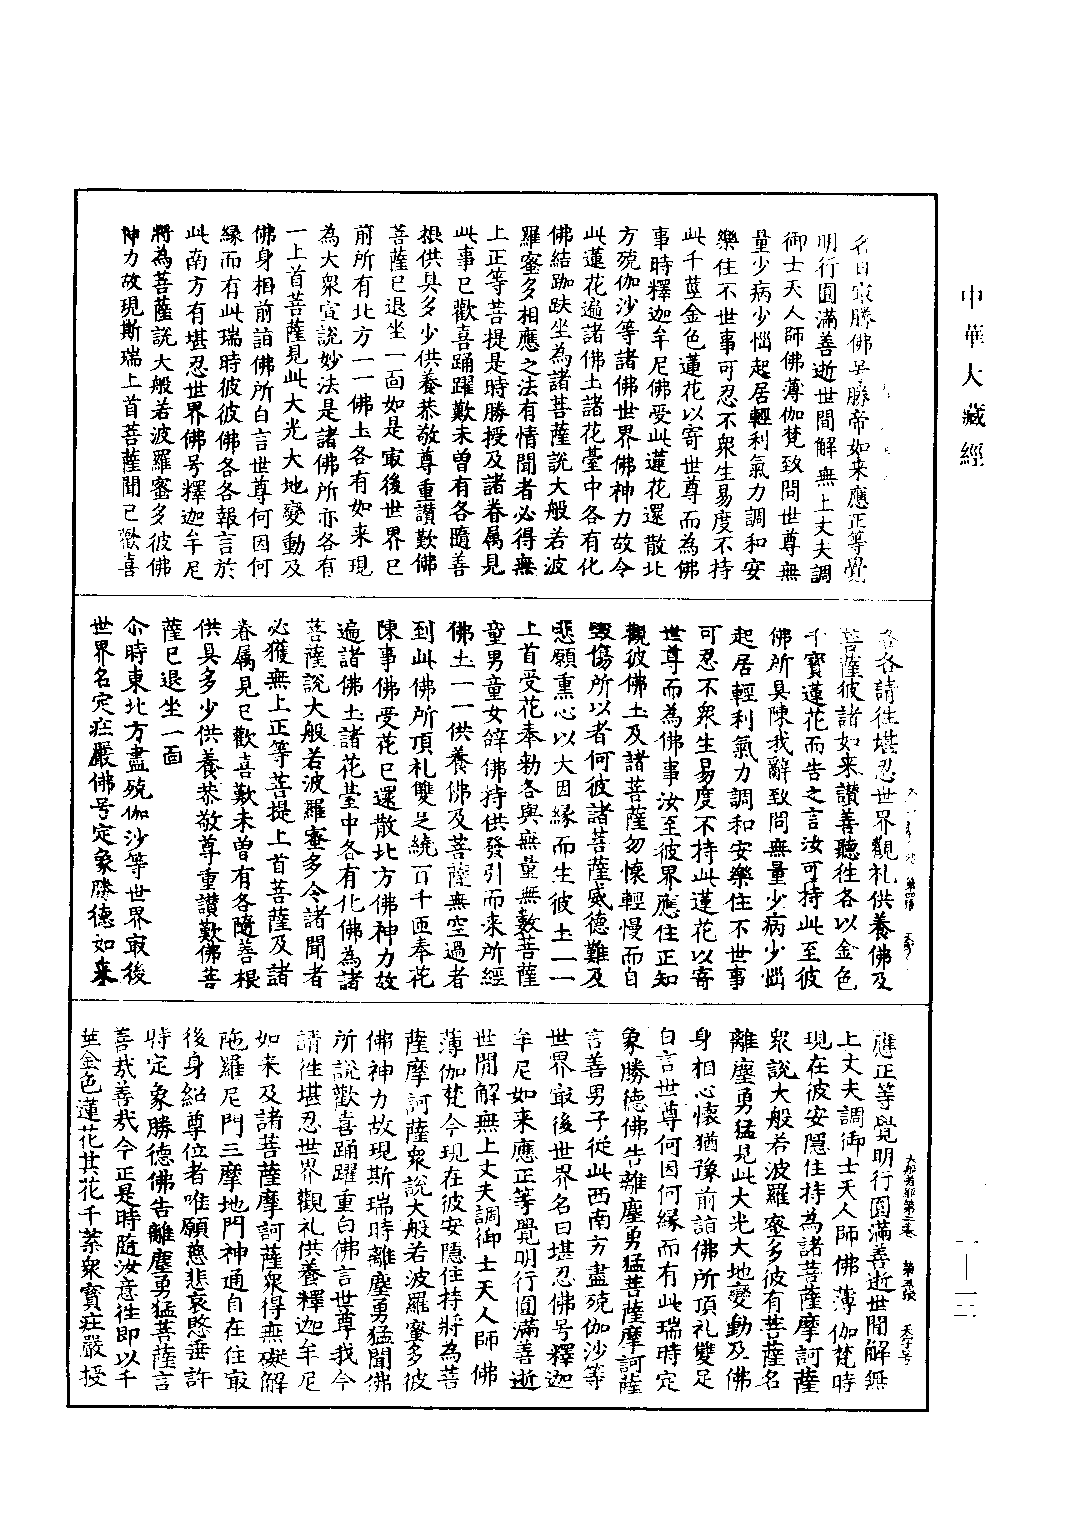 中華大藏經
名曰寂勝佛号勝帝如来應正等覺
明行圓滿善逝世間解無上丈夫調
御士天人師佛薄伽梵致問世尊無
量少病少惱起居輕利氣力調和安
樂住不世事可忍不衆生易度不持
此千莖金色蓮花以寄世尊而為佛
事時釋迦牟尼佛受此蓮花還散北
方殑伽沙等諸佛世界佛神力故令
此蓮花遍諸佛土諸花臺中各有化
佛結跏趺坐為諸菩薩說大般若波
羅蜜多相應之法有情聞者必得無
上正等菩提是時勝授及諸眷属見
此事已歡喜踊躍歎未曽有各隨善
根供具多少供養恭敬尊重讚歎佛
菩薩已退坐一面如是寂後世界已
前所有北方一一佛土各有如来現
為大衆宣說妙法是諸佛所亦各有
一上首菩薩見此大光大地變動及
佛身相前詣佛所白言世尊何因何
縁而有此瑞時彼彼佛各各報言於
此南方有堪忍世界佛号釋迦牟尼
將為菩薩說大般若波羅蜜多彼佛
神力故現斯瑞上首菩薩聞已歡喜
各各請往堪忍世界觀礼供養佛及
菩薩彼諸如来讃善聽往各以金色
千寶蓮花而告之言汝可持此至彼
佛所具陳我辭致問無量少病少惱
起居輕利氣力調和安樂住不世事
可忍不衆生易度不持此蓮花以寄
世尊而為佛事汝至彼界應住正知
觀彼佛土及諸菩薩勿懐輕慢而自
毀傷所以者何彼諸菩薩威德難及
悲願熏心以大因縁而生彼土一一
上首受花奉勑各與無量無數菩薩
童男童女辞佛持供發引而来所經
佛土一一供養佛及菩薩無空過者
到此佛所頂礼雙足繞百千匝奉花
陳事佛受花已還散北方佛神力故
遍諸佛土諸花臺中各有化佛為諸
菩薩說大般若波羅蜜多令諸聞者
必獲無上正等菩提上首菩薩及諸
眷属見已歡喜歎未曽有各隨善根
供具多少供養恭敬尊重讚歎佛菩
薩已退坐一面
尒時東北方盡殑伽沙等世界寂後
世界名定莊嚴佛号定象勝德如来
應正等覺明行圓滿善逝世間解無
上丈夫調御士天人師佛薄伽梵時
現在彼安隱住持為諸菩薩摩訶薩
衆說大般若波羅蜜多彼有菩薩名
離塵勇猛見此大光大地變動及佛
身相心懐猶豫前詣佛所頂礼雙足
白言世尊何因何縁而有此瑞時定
象勝德佛告離塵勇猛菩薩摩訶薩
言善男子從此西南方盡殑伽沙等
世界寂後世界名曰堪忍佛号釋迦
牟尼如来應正等覺明行圓滿善逝
世間解無上丈夫調御士天人師佛
薄伽梵今現在彼安隱住持將為菩
薩摩訶薩衆說大般若波羅蜜多彼
佛神力故現斯瑞時離塵勇猛聞佛
所說歡喜踊躍重白佛言世尊我今
請往堪忍世界觀礼供養釋迦牟尼
如来及諸菩薩摩訶薩衆得無礙解
陁羅尼門三摩地門神通自在住寂
後身紹尊位者唯願慈悲哀愍垂許
時定象勝德佛告離塵勇猛菩薩言
善哉善哉今正是時隨汝意往即以千
莖金色蓮花其花千葉衆寶莊嚴授
一—一二